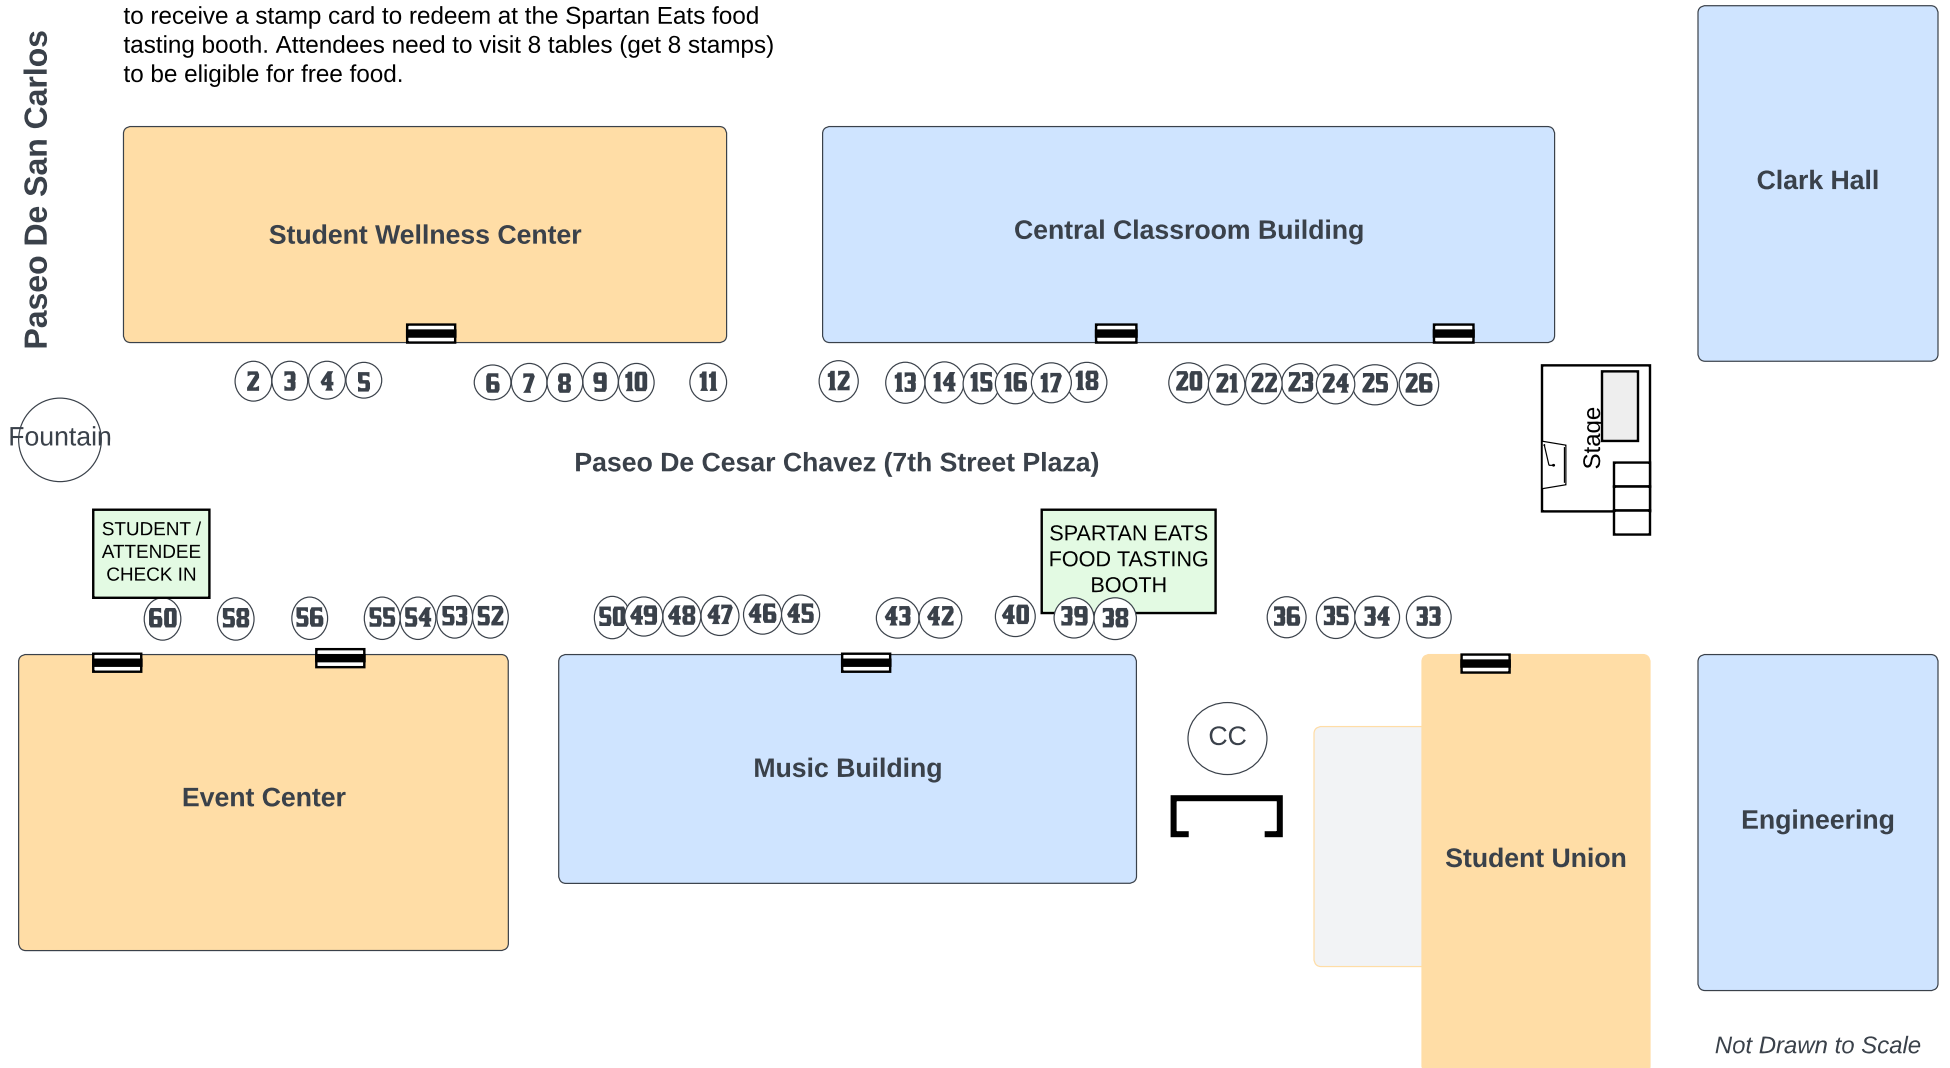 to receive a stamp card to redeem at the Spartan Eats food
tasting booth. Attendees need to visit 8 tables (get 8 stamps)
to be eligible for free food.
Paseo De San Carlos
Student Wellness Center
Central Classroom Building
Clark Hall
2 3 4 5 6 7 8 9 10 11 12 13 14 15 16 17 18 20 21 22 23 24 25 26
Fountain
Stage
Paseo De Cesar Chavez (7th Street Plaza)
STUDENT /
ATTENDEE
CHECK IN
SPARTAN EATS
FOOD TASTING
BOOTH
60 58 56 55 54 53 52 50 49 48 47 46 45 43 42 40 39 38 36 35 34 33
CC
Music Building
Event Center
Engineering
Student Union
Not Drawn to Scale